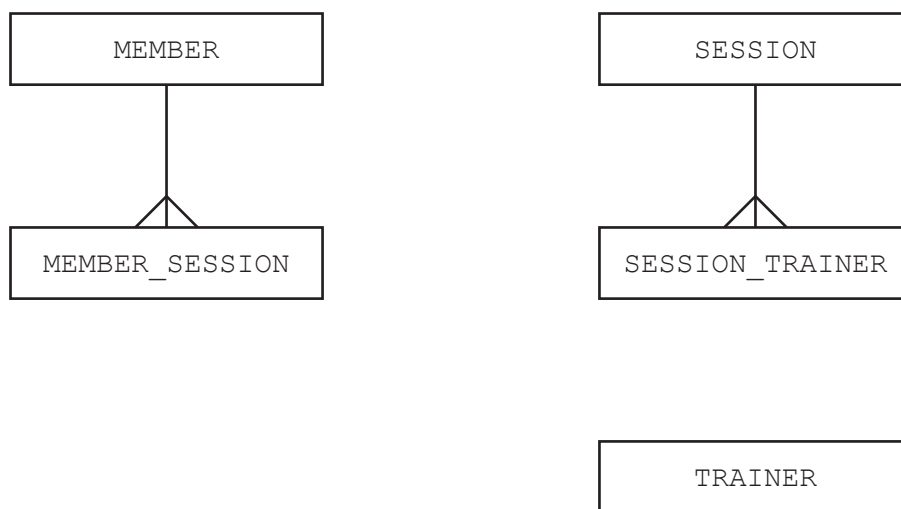 MEMBER
SESSION
MEMBER_SESSION
SESSION_TRAINER
TRAINER